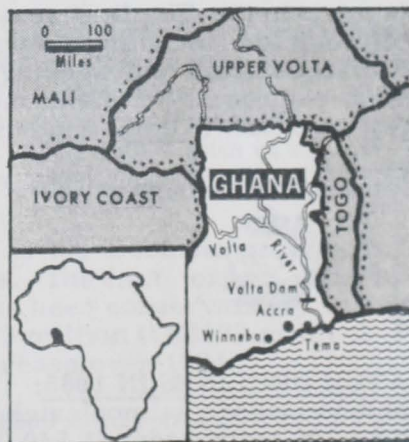 0 100
Miles
UPPER VOLTA
MALI
GHANA
IVORY COAST
TOGO
Volta
River
Volta Dam
Accra
Winneba
Tema